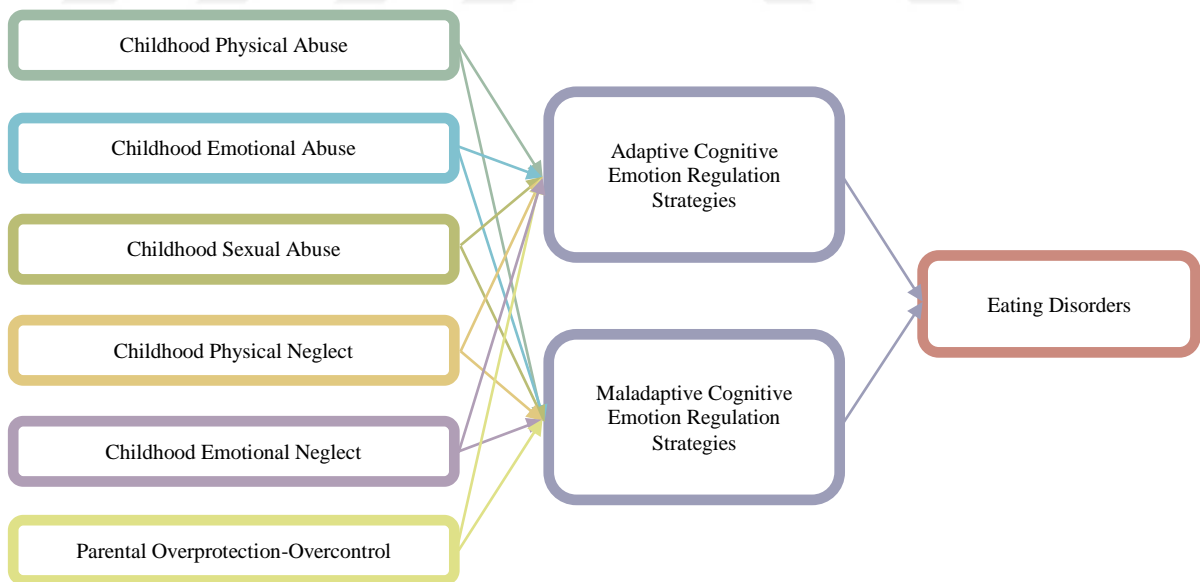 Childhood Physical Abuse
Childhood Emotional Abuse
Childhood Sexual Abuse
Childhood Physical Neglect
Childhood Emotional Neglect
Parental Overprotection-Overcontrol
Adaptive Cognitive
Emotion Regulation
Strategies
Maladaptive Cognitive
Emotion Regulation
Strategies
Eating Disorders